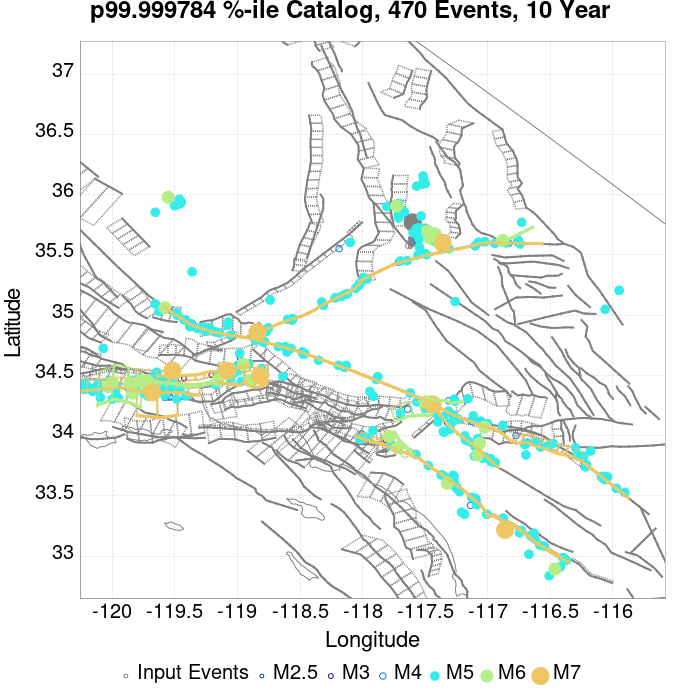 p99.999784 %-ile Catalog, 470 Events, 10 Year
37
36.5
36
35.5
35
34.5
34
33.5
33
Latitude
-120 -119.5 -119 -118.5 -118 -117.5 -117 -116.5 -116
Longitude
Input Events M2.5 M3 M4 M5 M6 M7